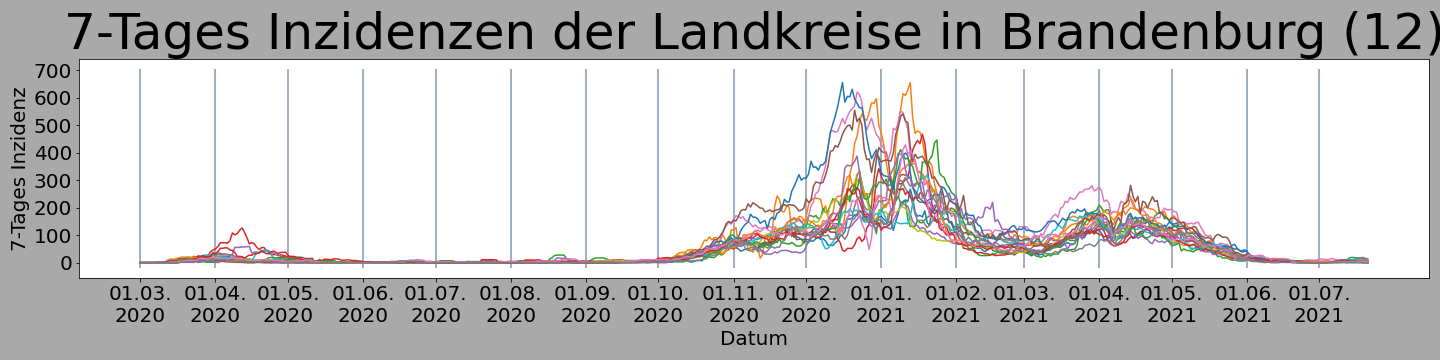 7-Tages Inzidenzen der Landkreise in Brandenburg (12)
7-Tages Inzidenz
700
600
500
400
300
200
100
0
01.03. 01.04. 01.05. 01.06. 01.07. 01.08. 01.09. 01.10. 01.11. 01.12. 01.01. 01.02. 01.03. 01.04. 01.05. 01.06. 01.07.
2020 2020 2020 2020 2020 2020 2020 2020 2020 2020 2021 2021 2021 2021 2021 2021 2021
Datum